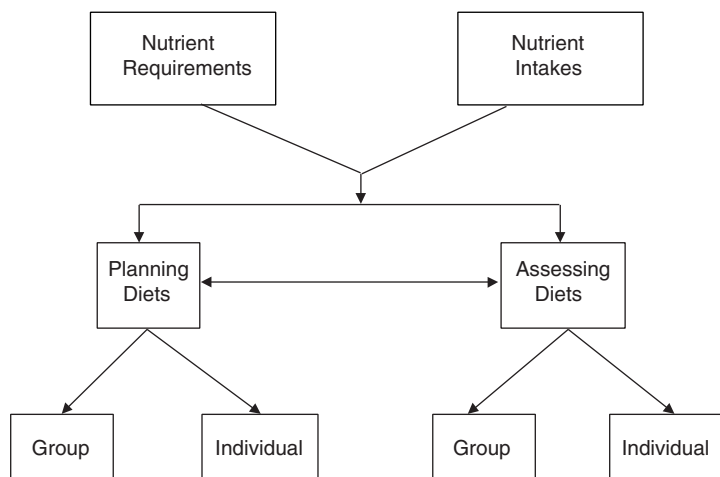 Nutrient
Requirements
Nutrient
Intakes
Planning
Diets
Assessing
Diets
Group
Individual
Group
Individual